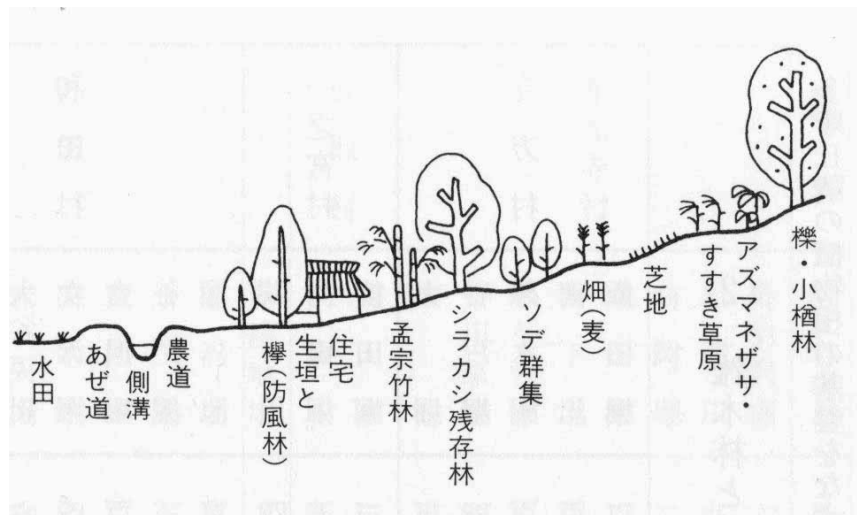 櫟・小楢林
アズマネザサ・
すすき草原
芝地
畑(麦)
ソデ群集
シラカシ残存林
孟宗竹林
住宅
生垣と
欅(防風林)
農道
側溝
あぜ道
水田